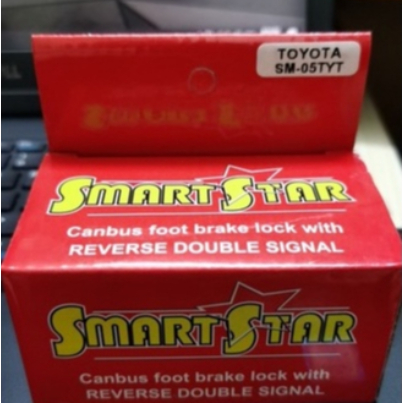 TOYOTA
SM-05TYT
SMART STAR
Canbus foot brake lock with
REVERSE DOUBLE SIGNAL
SMART STAR
Canbus foot brake lock with
REVERSE DOUBLE SIGNAL